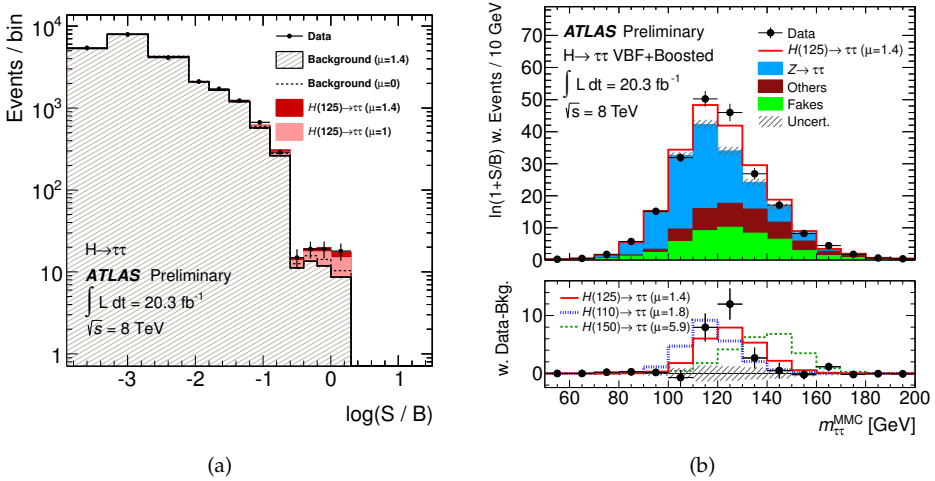 Events / bin
10⁴
10³
10²
10
1
-3 -2 -1 0 1
log(S / B)
Data
Background (μ=1.4)
Background (μ=0)
H(125)→ττ (μ=1.4)
H(125)→ττ (μ=1)
H→ττ
ATLAS Preliminary
∫ L dt = 20.3 fb⁻¹
√s = 8 TeV
(a)
ln(1+S/B) w. Events / 10 GeV
70
60
50
40
30
20
10
0
ATLAS Preliminary
H→ττ VBF+Boosted
∫ L dt = 20.3 fb⁻¹
√s = 8 TeV
Data
H(125)→ττ (μ=1.4)
Z→ττ
Others
Fakes
Uncert.
w. Data-Bkg.
10
0
H(125)→ττ (μ=1.4)
H(110)→ττ (μ=1.8)
H(150)→ττ (μ=5.9)
60 80 100 120 140 160 180 200
m_ττ^MMC [GeV]
(b)